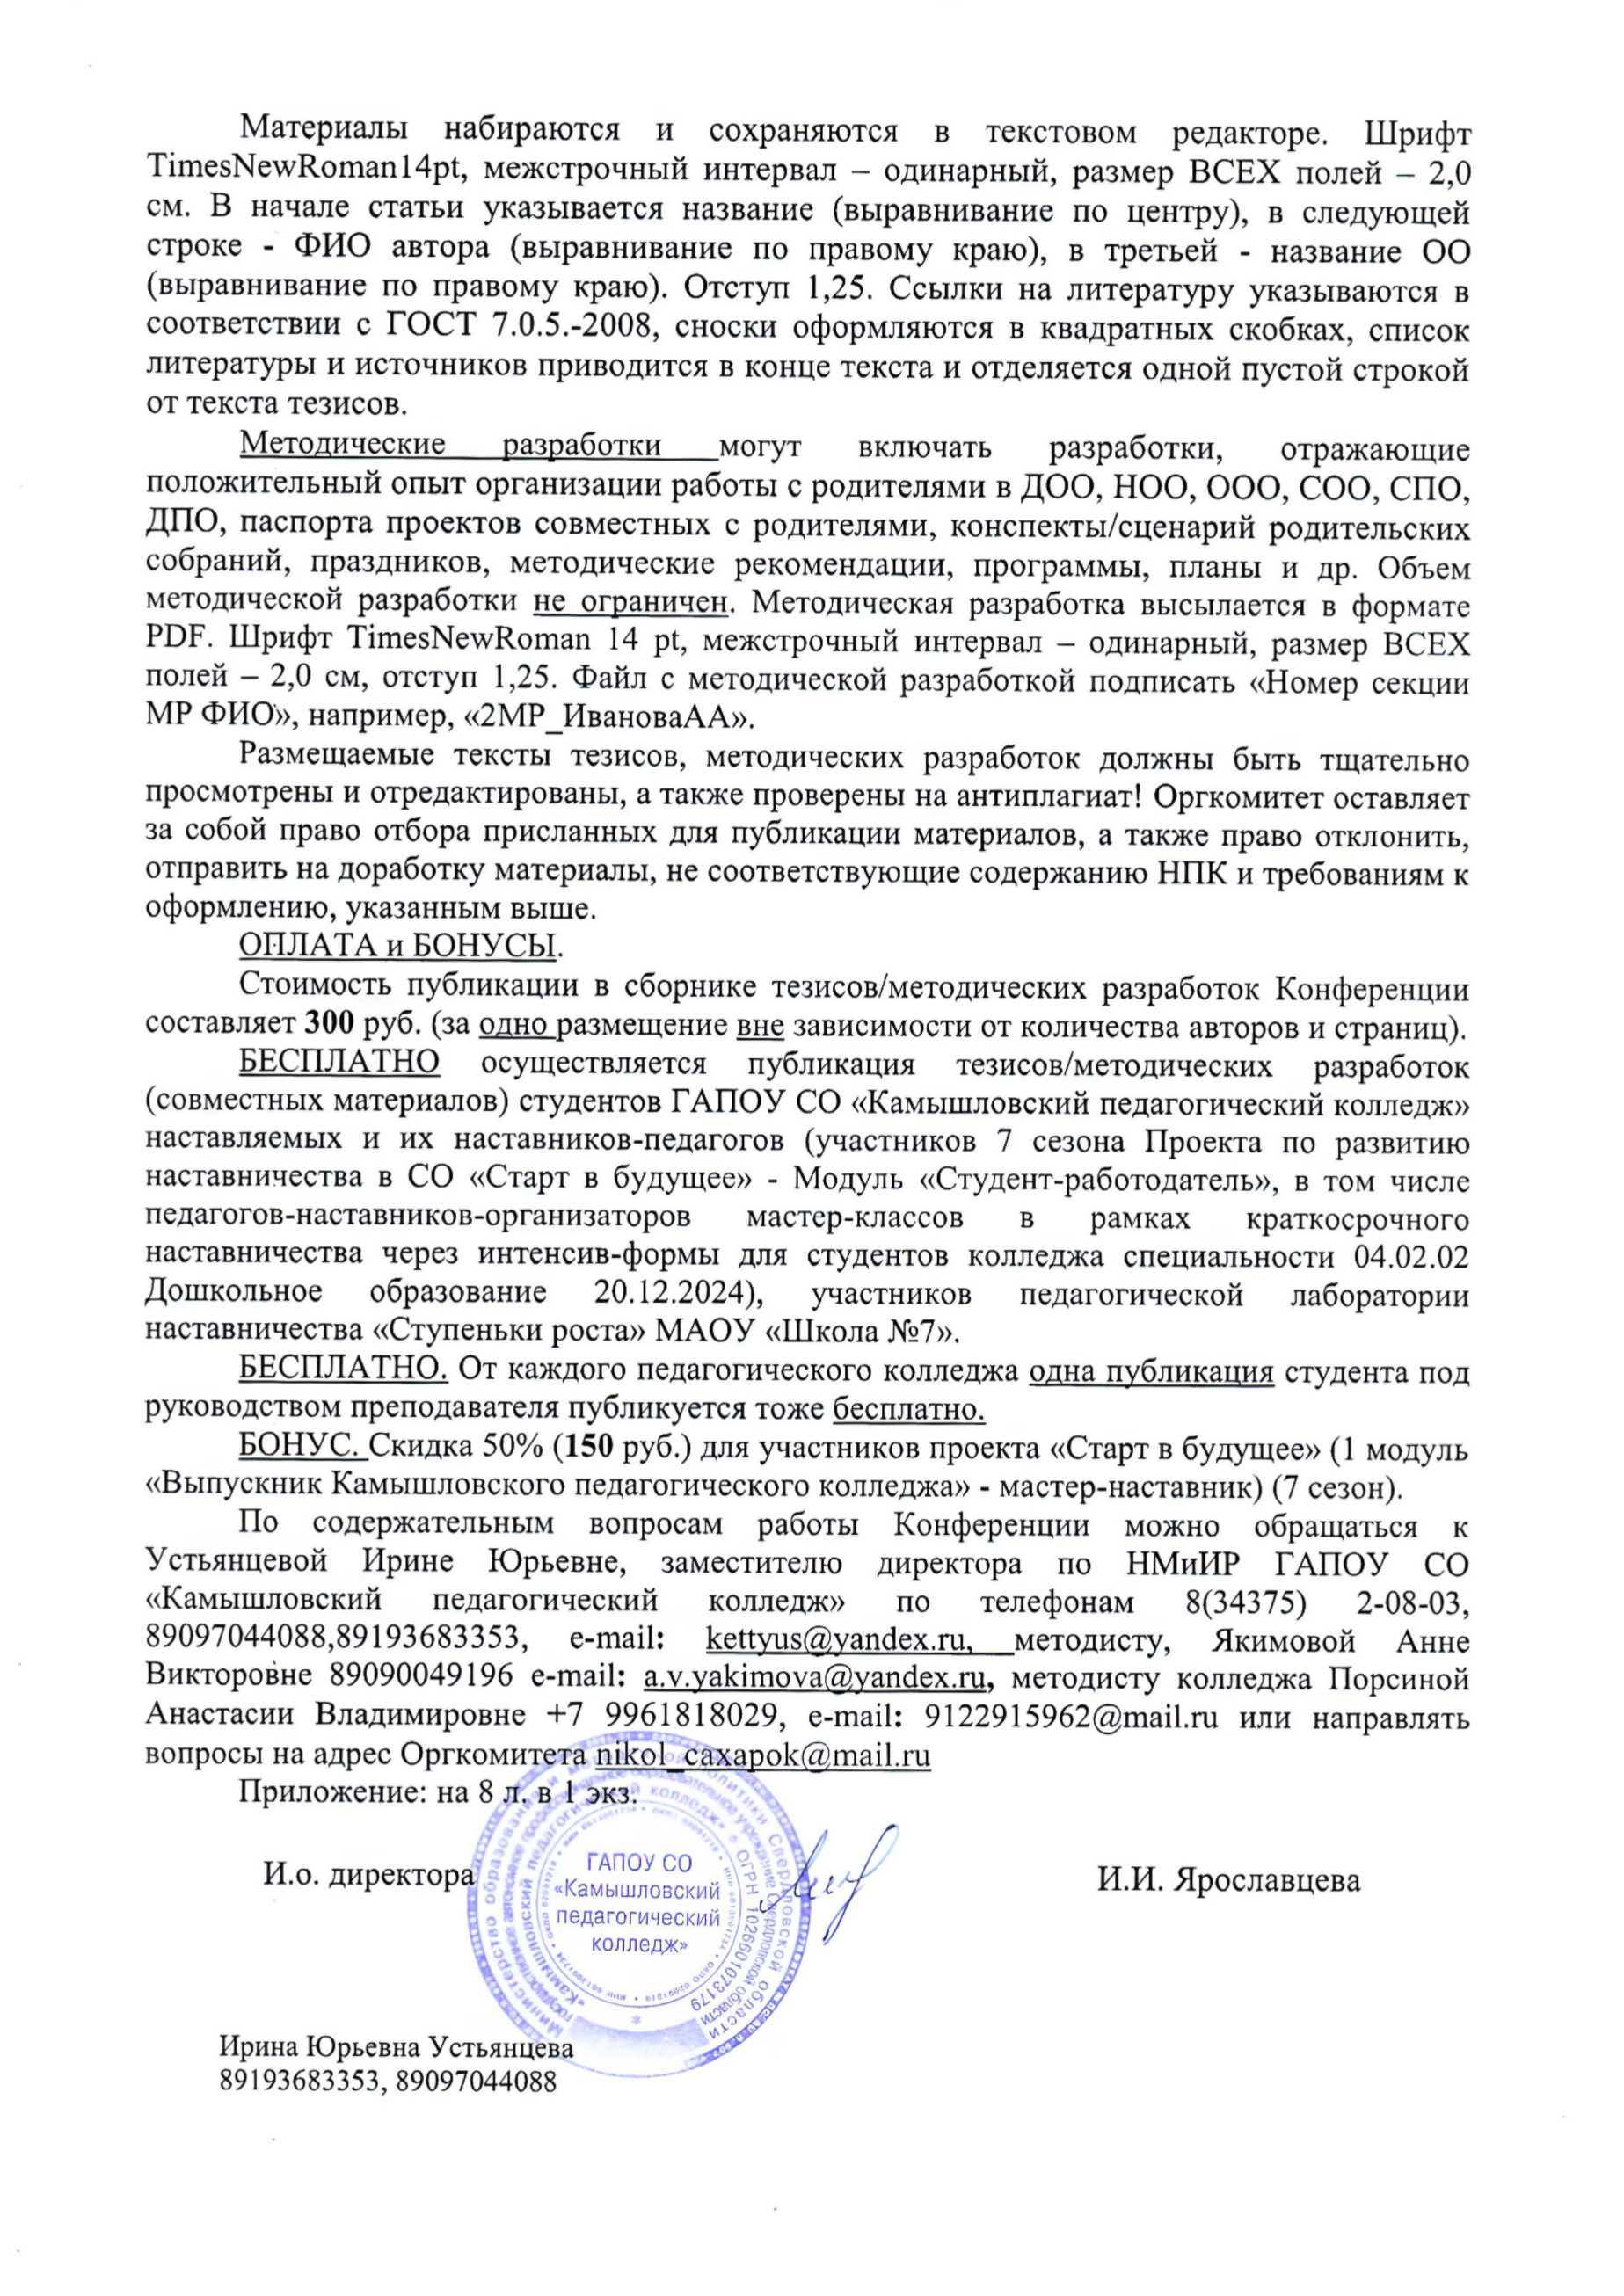 Материалы набираются и сохраняются в текстовом редакторе. Шрифт
TimesNewRoman14pt, межстрочный интервал – одинарный, размер ВСЕХ полей – 2,0
см. В начале статьи указывается название (выравнивание по центру), в следующей
строке - ФИО автора (выравнивание по правому краю), в третьей - название ОО
(выравнивание по правому краю). Отступ 1,25. Ссылки на литературу указываются в
соответствии с ГОСТ 7.0.5.-2008, сноски оформляются в квадратных скобках, список
литературы и источников приводится в конце текста и отделяется одной пустой строкой
от текста тезисов.
Методические разработки могут включать разработки, отражающие
положительный опыт организации работы с родителями в ДОО, НОО, ООО, СОО, СПО,
ДПО, паспорта проектов совместных с родителями, конспекты/сценарий родительских
собраний, праздников, методические рекомендации, программы, планы и др. Объем
методической разработки не ограничен. Методическая разработка высылается в формате
PDF. Шрифт TimesNewRoman 14 pt, межстрочный интервал – одинарный, размер ВСЕХ
полей – 2,0 см, отступ 1,25. Файл с методической разработкой подписать «Номер секции
МР ФИО», например, «2МР_ИвановаАА».
Размещаемые тексты тезисов, методических разработок должны быть тщательно
просмотрены и отредактированы, а также проверены на антиплагиат! Оргкомитет оставляет
за собой право отбора присланных для публикации материалов, а также право отклонить,
отправить на доработку материалы, не соответствующие содержанию НПК и требованиям к
оформлению, указанным выше.
ОПЛАТА и БОНУСЫ.
Стоимость публикации в сборнике тезисов/методических разработок Конференции
составляет 300 руб. (за одно размещение вне зависимости от количества авторов и страниц).
БЕСПЛАТНО осуществляется публикация тезисов/методических разработок
(совместных материалов) студентов ГАПОУ СО «Камышловский педагогический колледж»
наставляемых и их наставников-педагогов (участников 7 сезона Проекта по развитию
наставничества в СО «Старт в будущее» - Модуль «Студент-работодатель», в том числе
педагогов-наставников-организаторов мастер-классов в рамках краткосрочного
наставничества через интенсив-формы для студентов колледжа специальности 04.02.02
Дошкольное образование 20.12.2024), участников педагогической лаборатории
наставничества «Ступеньки роста» МАОУ «Школа №7».
БЕСПЛАТНО. От каждого педагогического колледжа одна публикация студента под
руководством преподавателя публикуется тоже бесплатно.
БОНУС. Скидка 50% (150 руб.) для участников проекта «Старт в будущее» (1 модуль
«Выпускник Камышловского педагогического колледжа» - мастер-наставник) (7 сезон).
По содержательным вопросам работы Конференции можно обращаться к
Устьянцевой Ирине Юрьевне, заместителю директора по НМиИР ГАПОУ СО
«Камышловский педагогический колледж» по телефонам 8(34375) 2-08-03,
89097044088,89193683353, e-mail: kettyus@yandex.ru, методисту, Якимовой Анне
Викторовне 89090049196 e-mail: a.v.yakimova@yandex.ru, методисту колледжа Порсиной
Анастасии Владимировне +7 9961818029, e-mail: 9122915962@mail.ru или направлять
вопросы на адрес Оргкомитета nikol_caxapok@mail.ru
Приложение: на 8 л. в 1 экз.
И.о. директора И.И. Ярославцева
ГАПОУ СО
«Камышловский
педагогический
колледж»
Министерство образования и молодежной политики Свердловской области
«Камышловский педагогический колледж» * ОГРН 1026601073179
Ирина Юрьевна Устьянцева
89193683353, 89097044088